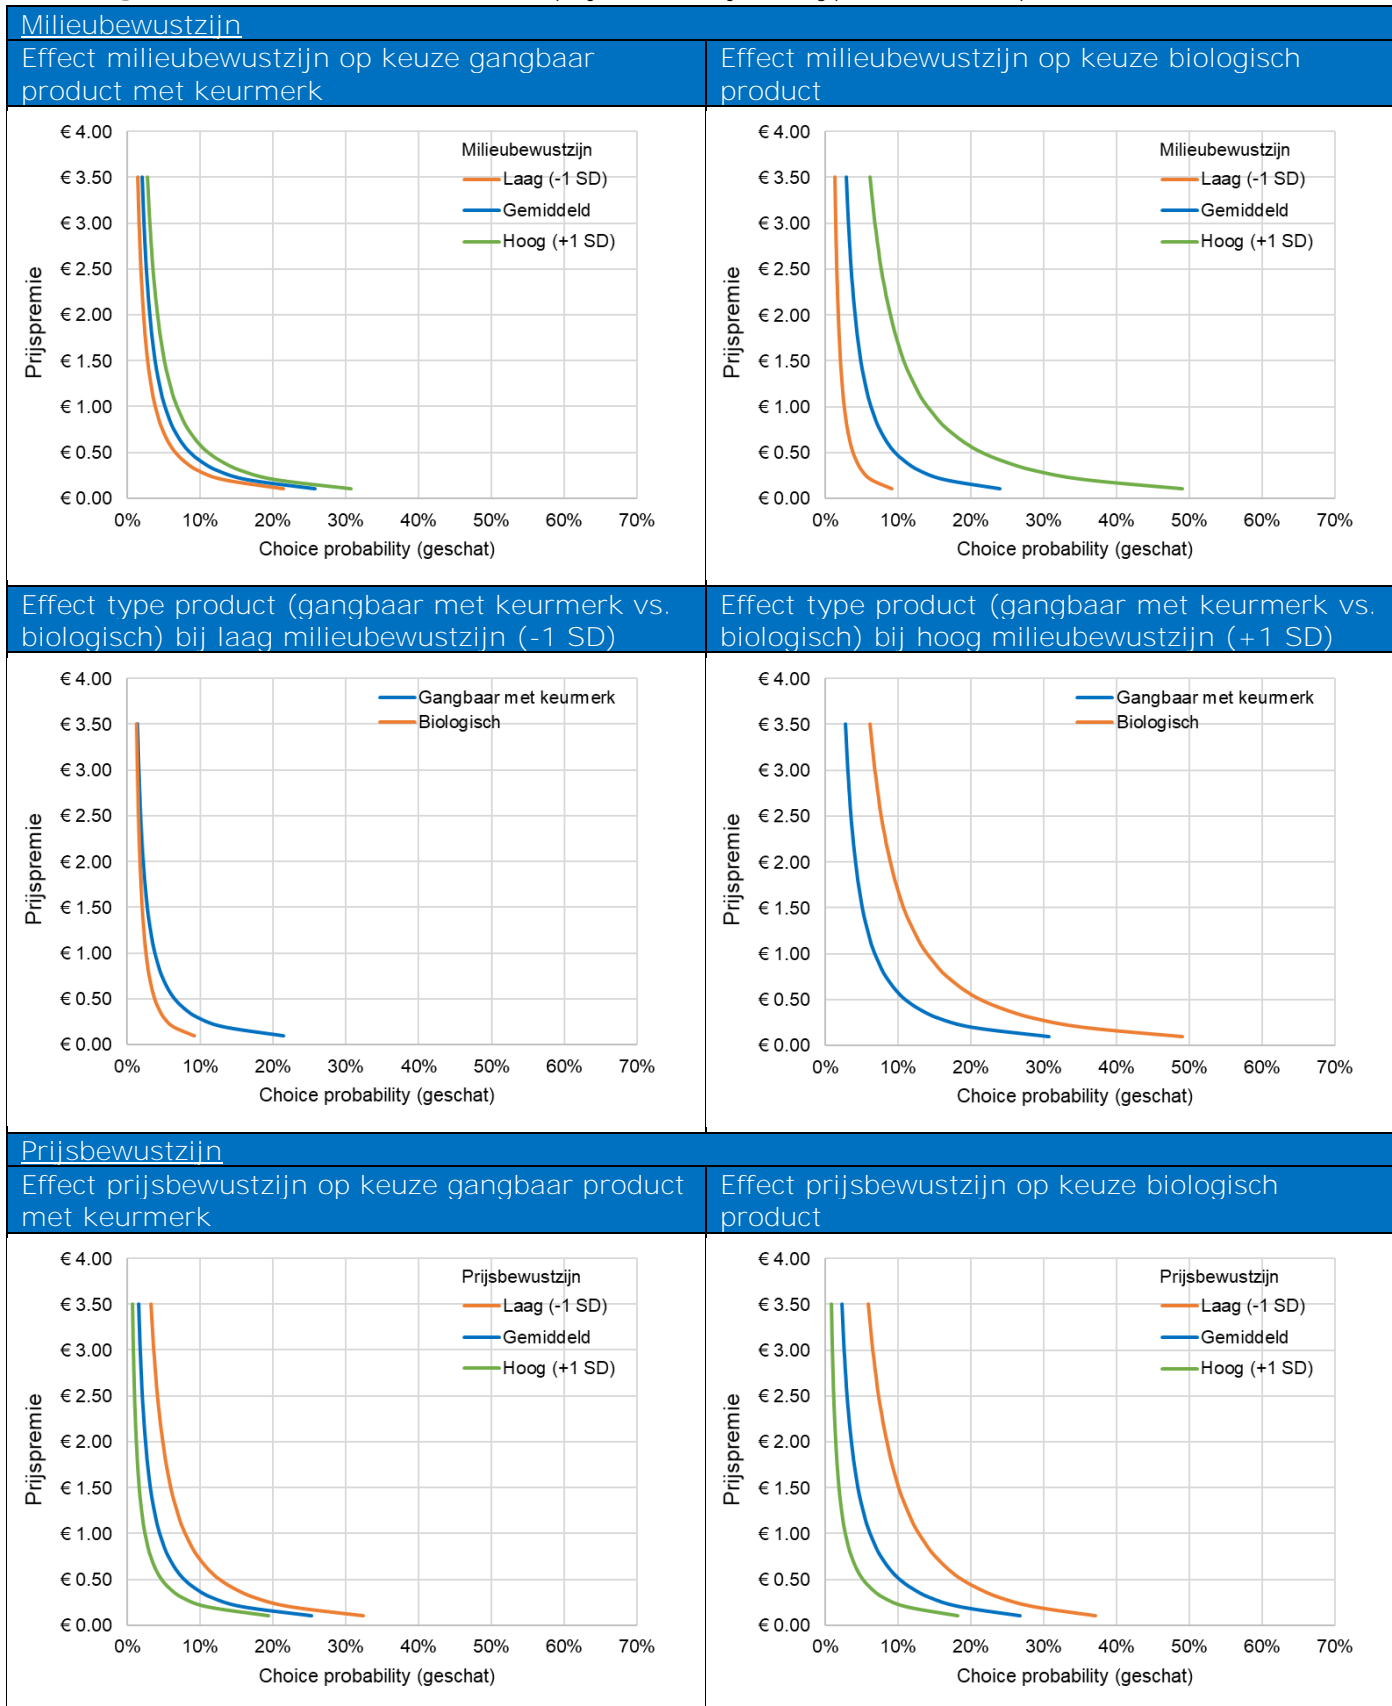 Milieubewustzijn
Effect milieubewustzijn op keuze gangbaar
product met keurmerk
Effect milieubewustzijn op keuze biologisch
product
€ 4.00
€ 3.50
€ 3.00
€ 2.50
€ 2.00
€ 1.50
€ 1.00
€ 0.50
€ 0.00
Prijspremie
Milieubewustzijn
Laag (-1 SD)
Gemiddeld
Hoog (+1 SD)
0% 10% 20% 30% 40% 50% 60% 70%
Choice probability (geschat)
€ 4.00
€ 3.50
€ 3.00
€ 2.50
€ 2.00
€ 1.50
€ 1.00
€ 0.50
€ 0.00
Prijspremie
Milieubewustzijn
Laag (-1 SD)
Gemiddeld
Hoog (+1 SD)
0% 10% 20% 30% 40% 50% 60% 70%
Choice probability (geschat)
Effect type product (gangbaar met keurmerk vs.
biologisch) bij laag milieubewustzijn (-1 SD)
Effect type product (gangbaar met keurmerk vs.
biologisch) bij hoog milieubewustzijn (+1 SD)
€ 4.00
€ 3.50
€ 3.00
€ 2.50
€ 2.00
€ 1.50
€ 1.00
€ 0.50
€ 0.00
Prijspremie
Gangbaar met keurmerk
Biologisch
0% 10% 20% 30% 40% 50% 60% 70%
Choice probability (geschat)
€ 4.00
€ 3.50
€ 3.00
€ 2.50
€ 2.00
€ 1.50
€ 1.00
€ 0.50
€ 0.00
Prijspremie
Gangbaar met keurmerk
Biologisch
0% 10% 20% 30% 40% 50% 60% 70%
Choice probability (geschat)
Prijsbewustzijn
Effect prijsbewustzijn op keuze gangbaar product
met keurmerk
Effect prijsbewustzijn op keuze biologisch
product
€ 4.00
€ 3.50
€ 3.00
€ 2.50
€ 2.00
€ 1.50
€ 1.00
€ 0.50
€ 0.00
Prijspremie
Prijsbewustzijn
Laag (-1 SD)
Gemiddeld
Hoog (+1 SD)
0% 10% 20% 30% 40% 50% 60% 70%
Choice probability (geschat)
€ 4.00
€ 3.50
€ 3.00
€ 2.50
€ 2.00
€ 1.50
€ 1.00
€ 0.50
€ 0.00
Prijspremie
Prijsbewustzijn
Laag (-1 SD)
Gemiddeld
Hoog (+1 SD)
0% 10% 20% 30% 40% 50% 60% 70%
Choice probability (geschat)